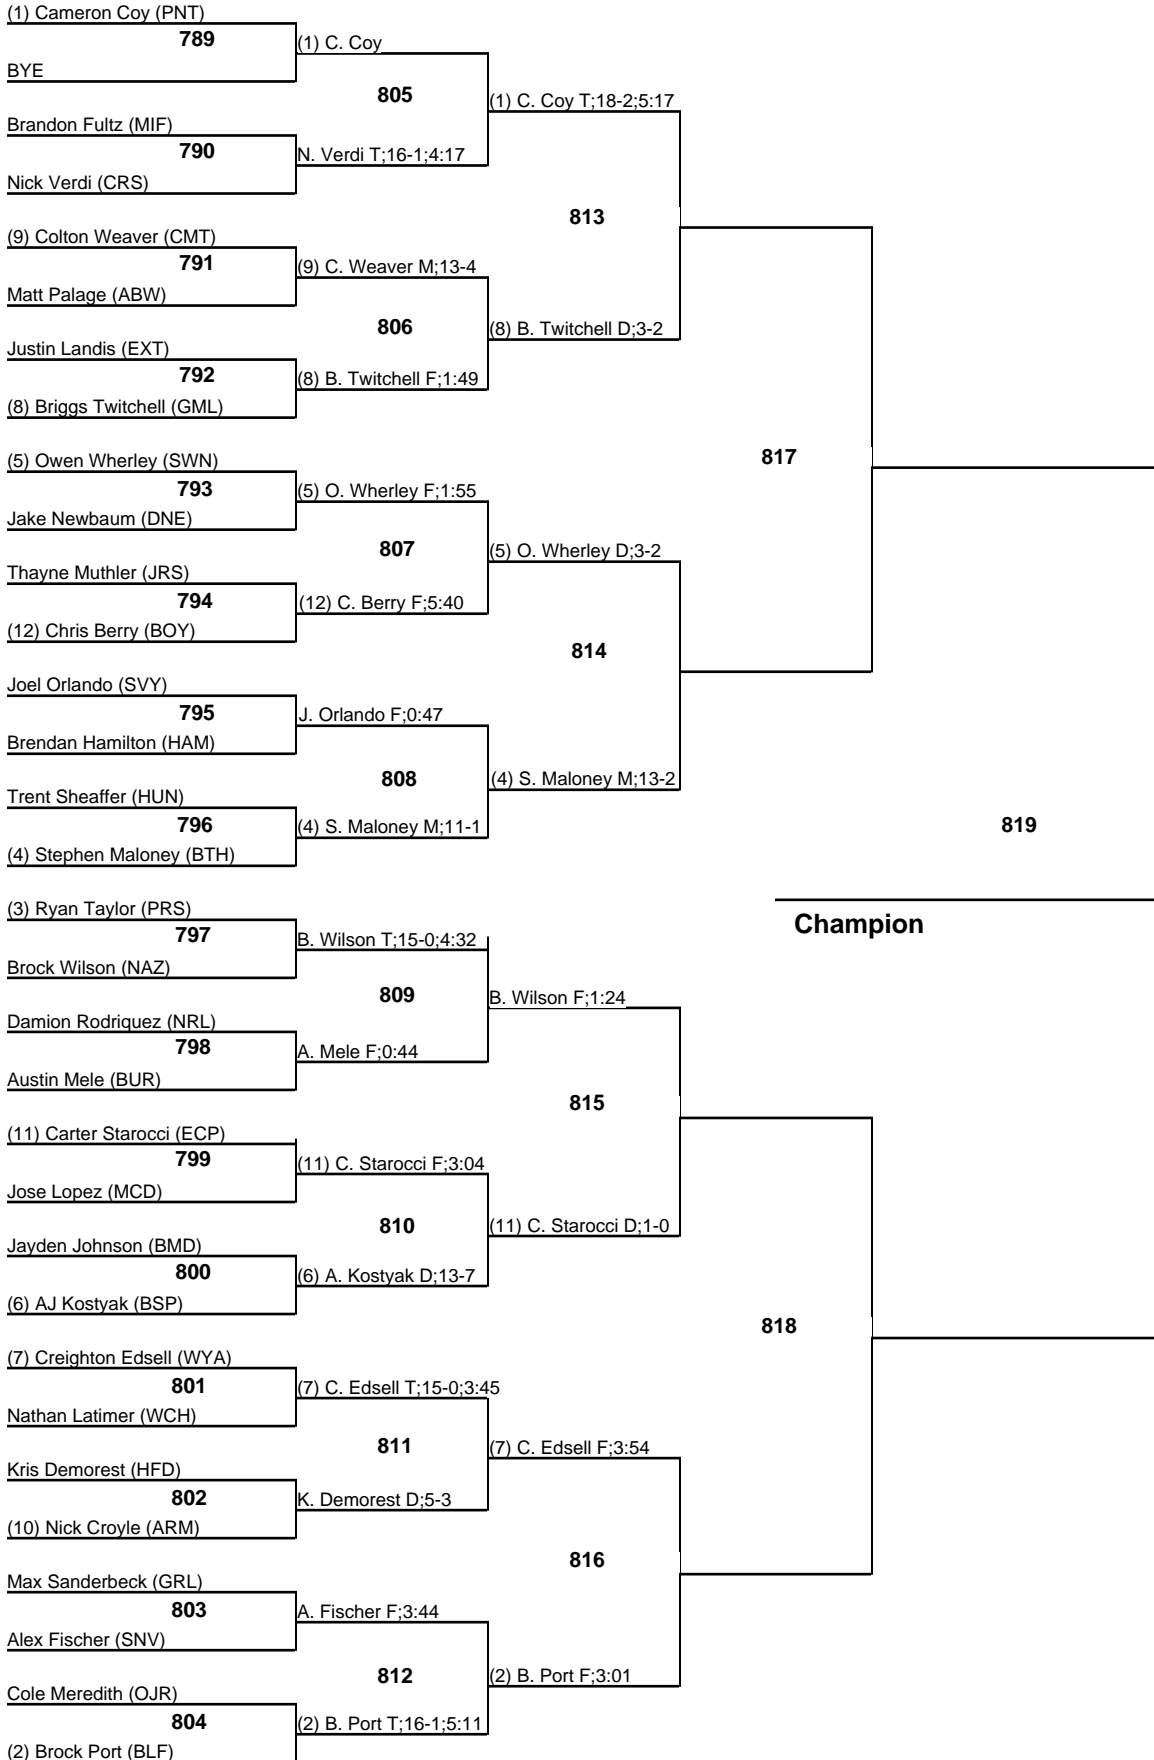 (1) Cameron Coy (PNT)
789
(1) C. Coy
BYE
805
(1) C. Coy T;18-2;5:17
Brandon Fultz (MIF)
790
N. Verdi T;16-1;4:17
Nick Verdi (CRS)
813
(9) Colton Weaver (CMT)
791
(9) C. Weaver M;13-4
Matt Palage (ABW)
806
(8) B. Twitchell D;3-2
Justin Landis (EXT)
792
(8) B. Twitchell F;1:49
(8) Briggs Twitchell (GML)
817
(5) Owen Wherley (SWN)
793
(5) O. Wherley F;1:55
Jake Newbaum (DNE)
807
(5) O. Wherley D;3-2
Thayne Muthler (JRS)
794
(12) C. Berry F;5:40
(12) Chris Berry (BOY)
814
Joel Orlando (SVY)
795
J. Orlando F;0:47
Brendan Hamilton (HAM)
808
(4) S. Maloney M;13-2
Trent Sheaffer (HUN)
796
(4) S. Maloney M;11-1
819
(4) Stephen Maloney (BTH)
(3) Ryan Taylor (PRS)
Champion
797
B. Wilson T;15-0;4:32
Brock Wilson (NAZ)
809
B. Wilson F;1:24
Damion Rodriquez (NRL)
798
A. Mele F;0:44
Austin Mele (BUR)
815
(11) Carter Starocci (ECP)
799
(11) C. Starocci F;3:04
Jose Lopez (MCD)
810
(11) C. Starocci D;1-0
Jayden Johnson (BMD)
800
(6) A. Kostyak D;13-7
(6) AJ Kostyak (BSP)
818
(7) Creighton Edsell (WYA)
801
(7) C. Edsell T;15-0;3:45
Nathan Latimer (WCH)
811
(7) C. Edsell F;3:54
Kris Demorest (HFD)
802
K. Demorest D;5-3
(10) Nick Croyle (ARM)
816
Max Sanderbeck (GRL)
803
A. Fischer F;3:44
Alex Fischer (SNV)
812
(2) B. Port F;3:01
Cole Meredith (OJR)
804
(2) B. Port T;16-1;5:11
(2) Brock Port (BLF)